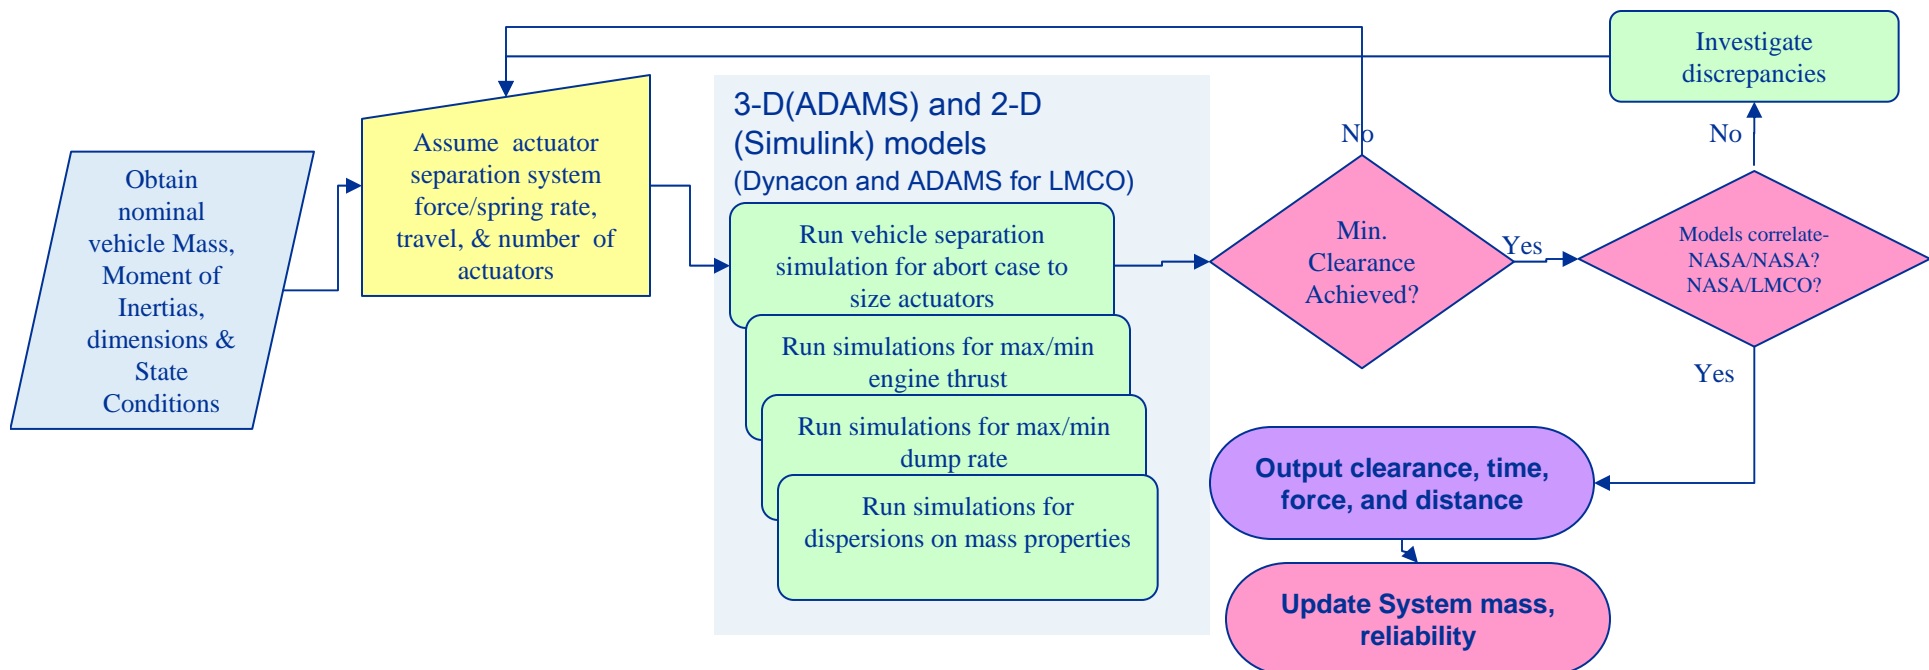 Obtain
nominal
vehicle Mass,
Moment of
Inertias,
dimensions &
State
Conditions
Assume actuator
separation system
force/spring rate,
travel, & number of
actuators
3-D(ADAMS) and 2-D
(Simulink) models
(Dynacon and ADAMS for LMCO)
Run vehicle separation
simulation for abort case to
size actuators
Run simulations for max/min
engine thrust
Run simulations for max/min
dump rate
Run simulations for
dispersions on mass properties
No
Min.
Clearance
Achieved?
Yes
Investigate
discrepancies
No
Models correlate-
NASA/NASA?
NASA/LMCO?
Yes
Output clearance, time,
force, and distance
Update System mass,
reliability